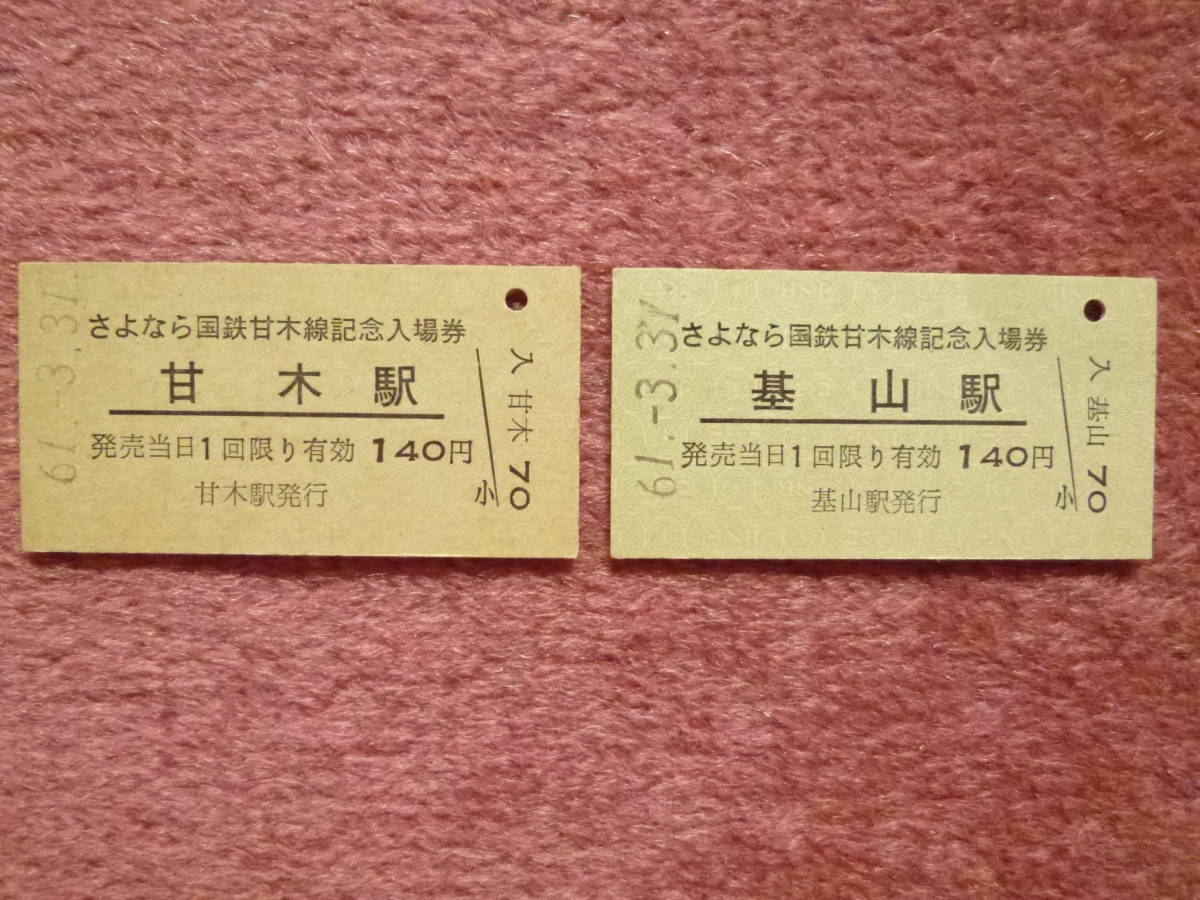 61.-3.31.
さよなら国鉄甘木線記念入場券
甘木駅
発売当日1回限り有効 140円
甘木駅発行
入 甘木 70
小
61.-3.31.
さよなら国鉄甘木線記念入場券
基山駅
発売当日1回限り有効 140円
基山駅発行
入 基山 70
小